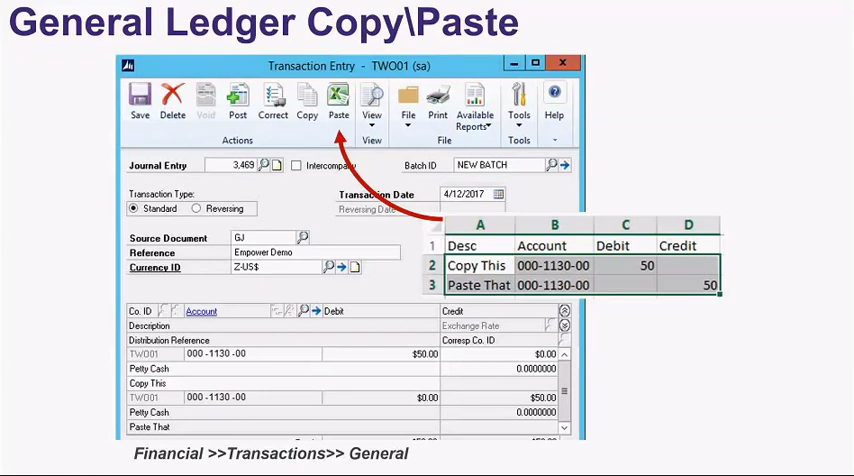 General Ledger Copy\Paste
Transaction Entry - TWO01 (sa)
Save Delete Void Post Correct Copy Paste View File Print Available Reports Tools Help
Actions View File Tools
Journal Entry 3,469 Intercompany Batch ID NEW BATCH
Transaction Type: Transaction Date 4/12/2017
Standard Reversing Reversing Date
A B C D
Source Document GJ
1 Desc Account Debit Credit
Reference Empower Demo
2 Copy This 000-1130-00 50
Currency ID Z-US$
3 Paste That 000-1130-00 50
Co. ID Account Debit Credit
Description Exchange Rate
Distribution Reference Corresp Co. ID
TWO01 000 -1130 -00 $50.00 $0.00
Petty Cash 0.0000000
Copy This
TWO01 000 -1130 -00 $0.00 $50.00
Petty Cash 0.0000000
Paste That
Financial >>Transactions>> General